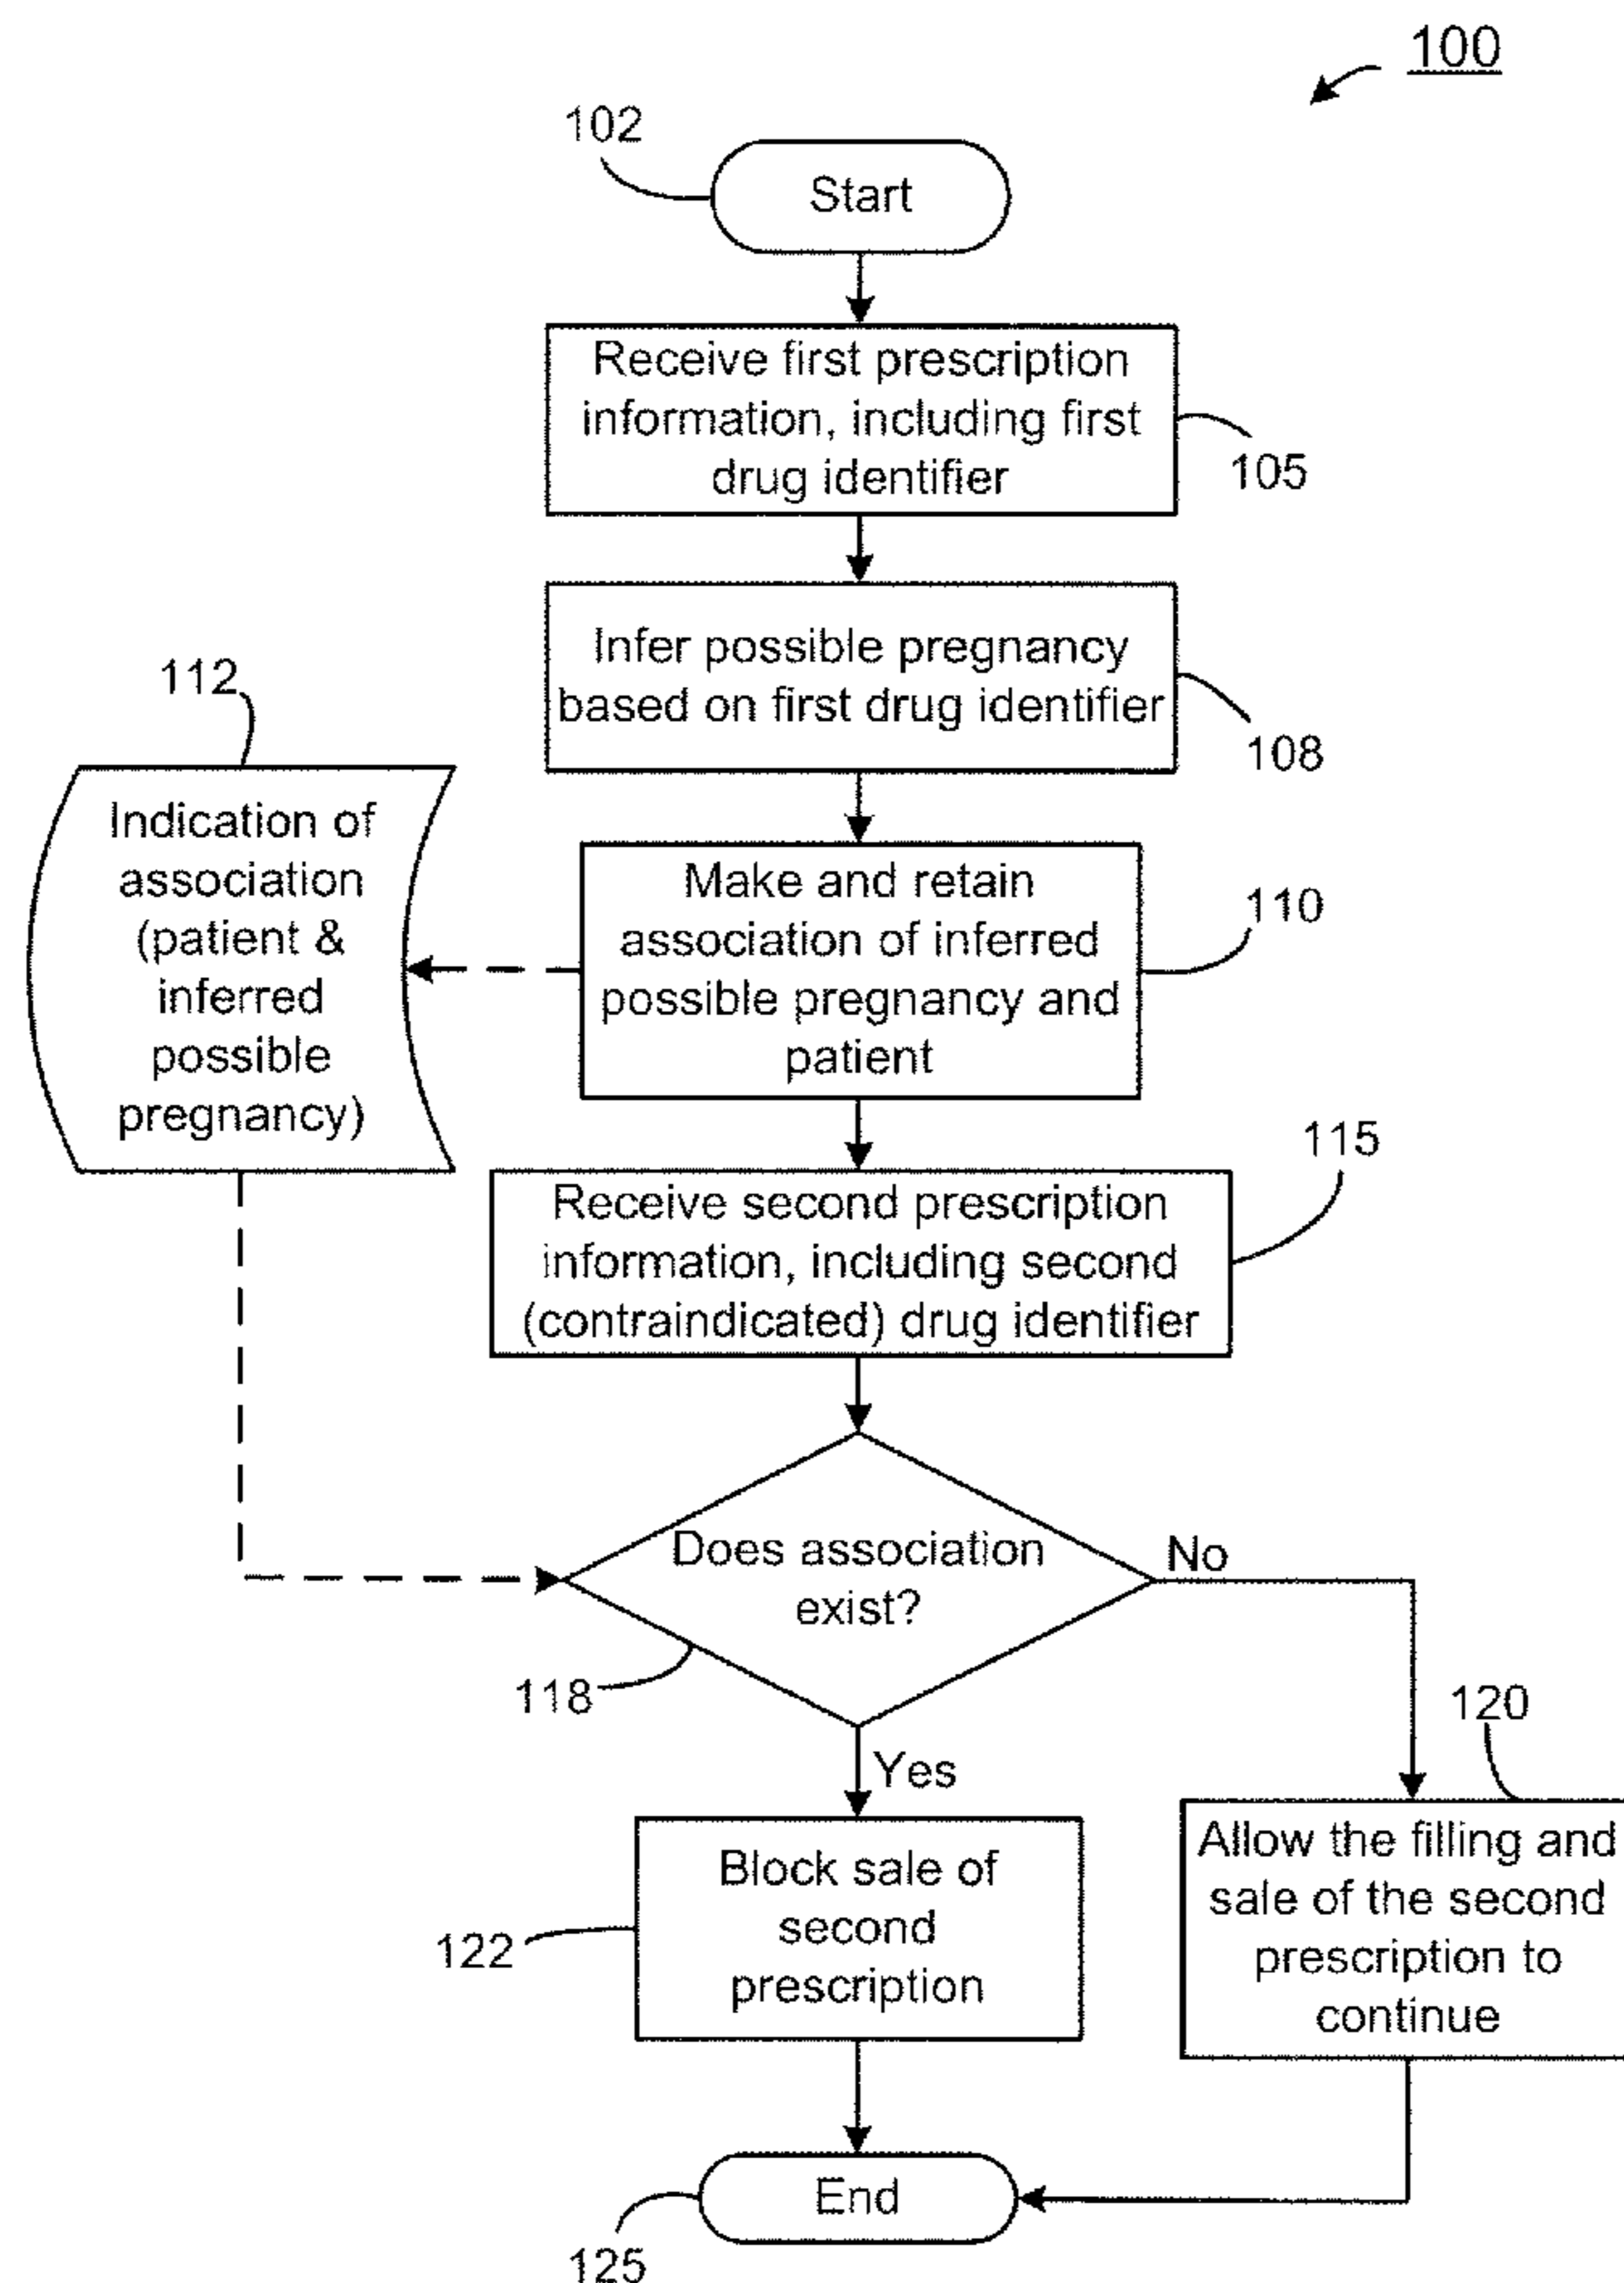 100
102
Start
Receive first prescription
information, including first
drug identifier
105
Infer possible pregnancy
based on first drug identifier
108
112
Indication of
association
(patient &
inferred
possible
pregnancy)
Make and retain
association of inferred
possible pregnancy and
patient
110
115
Receive second prescription
information, including second
(contraindicated) drug identifier
Does association
exist?
No
118
Yes
120
Block sale of
second
prescription
122
Allow the filling and
sale of the second
prescription to
continue
End
125